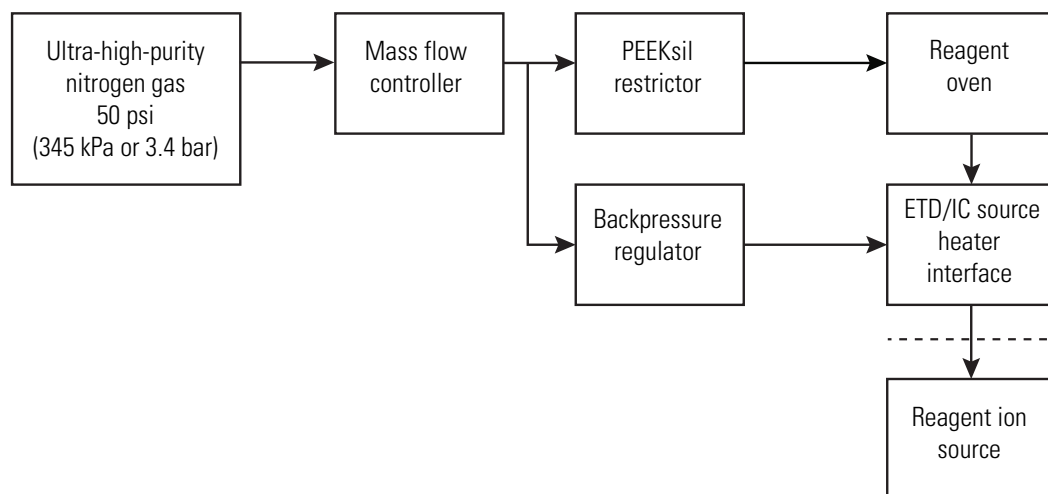 Ultra-high-purity
nitrogen gas
50 psi
(345 kPa or 3.4 bar)
Mass flow
controller
PEEKsil
restrictor
Reagent
oven
Backpressure
regulator
ETD/IC source
heater
interface
Reagent ion
source